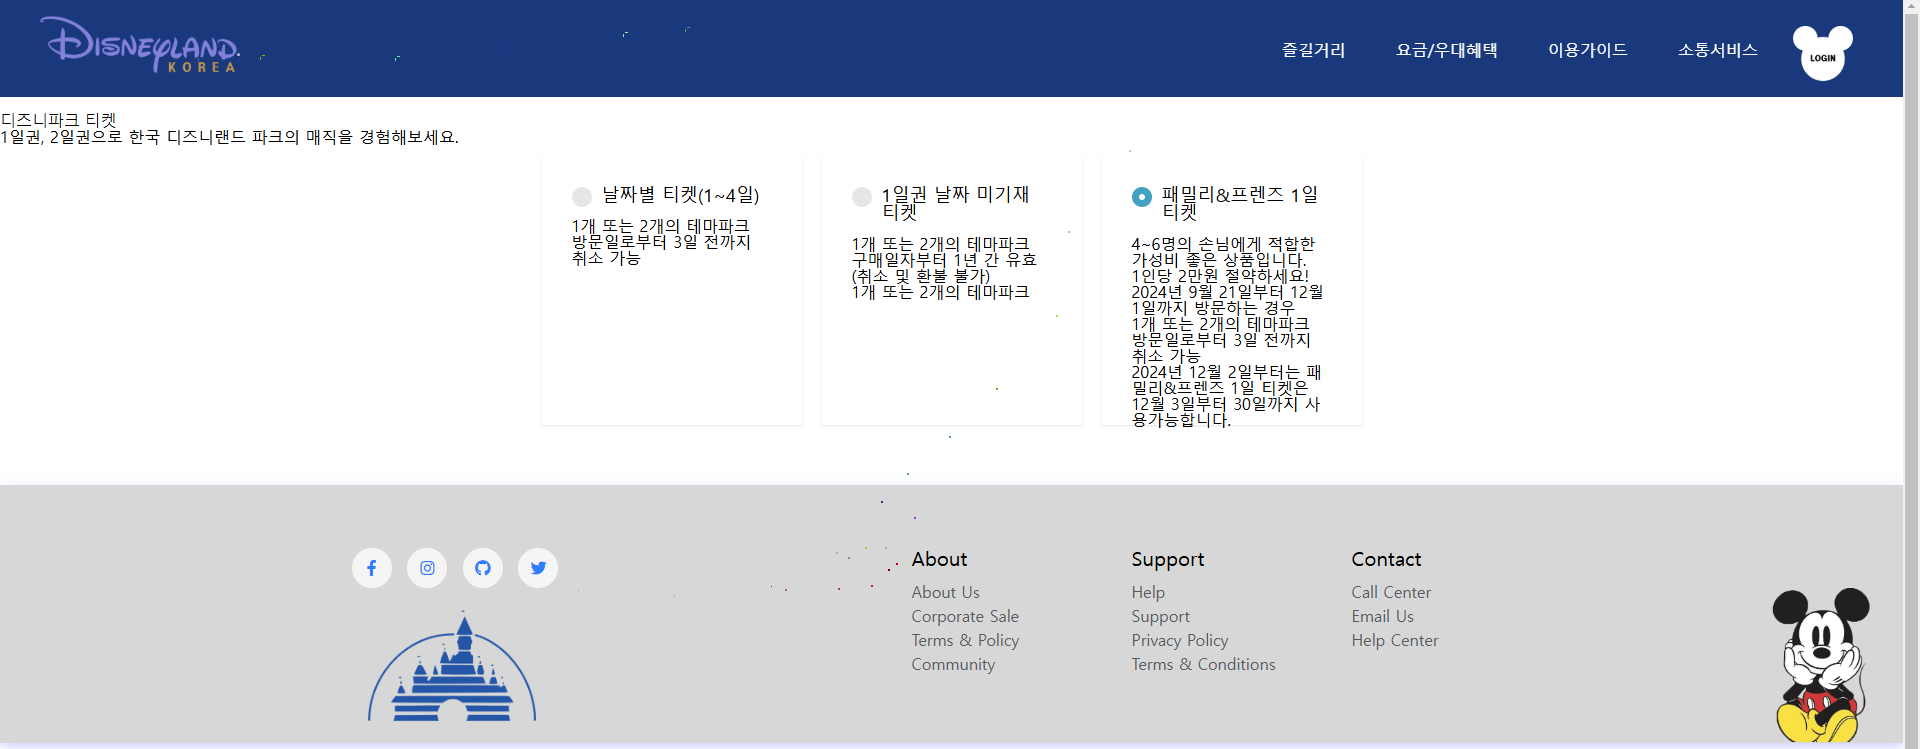 DISNEYLAND.
KOREA
즐길거리
요금/우대혜택
이용가이드
소통서비스
LOGIN
디즈니파크 티켓
1일권, 2일권으로 한국 디즈니랜드 파크의 매직을 경험해보세요.
날짜별 티켓(1~4일)
1개 또는 2개의 테마파크
방문일로부터 3일 전까지
취소 가능
1일권 날짜 미기재
티켓
1개 또는 2개의 테마파크
구매일자부터 1년 간 유효
(취소 및 환불 불가)
1개 또는 2개의 테마파크
패밀리&프렌즈 1일
티켓
4~6명의 손님에게 적합한
가성비 좋은 상품입니다.
1인당 2만원 절약하세요!
2024년 9월 21일부터 12월
1일까지 방문하는 경우
1개 또는 2개의 테마파크
방문일로부터 3일 전까지
취소 가능
2024년 12월 2일부터는 패
밀리&프렌즈 1일 티켓은
12월 3일부터 30일까지 사
용가능합니다.
About
About Us
Corporate Sale
Terms & Policy
Community
Support
Help
Support
Privacy Policy
Terms & Conditions
Contact
Call Center
Email Us
Help Center